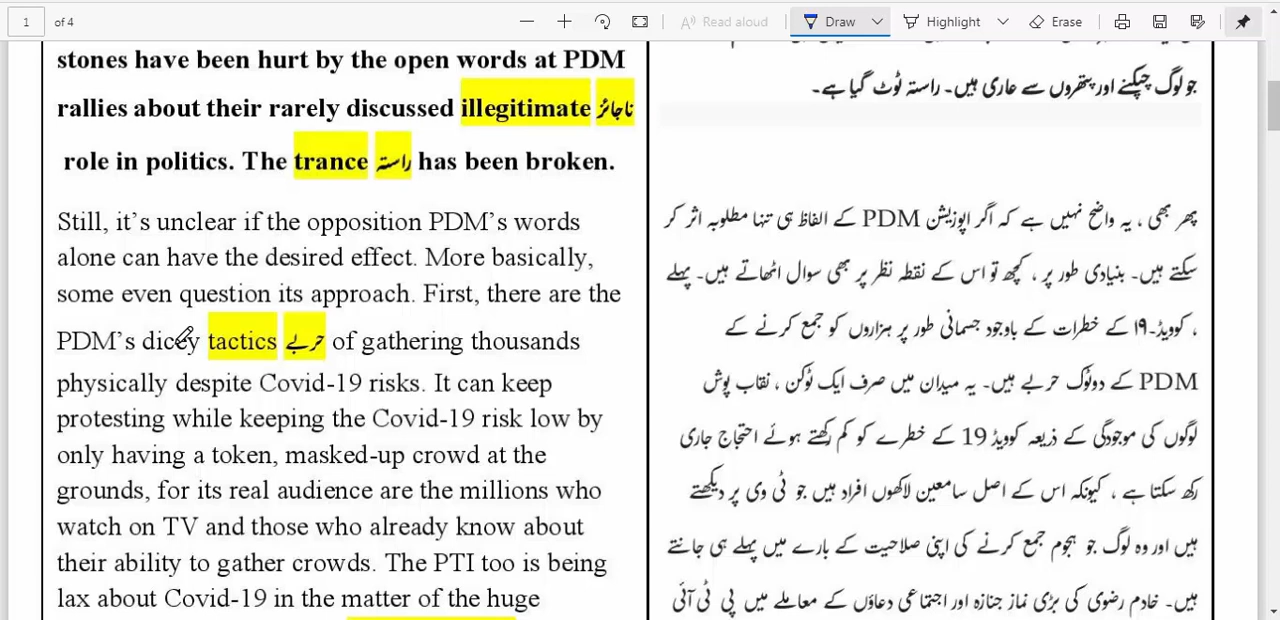 1 of 4 Read aloud Draw Highlight Erase
stones have been hurt by the open words at PDM
rallies about their rarely discussed illegitimate ناجائز
role in politics. The trance راستہ has been broken.
Still, it's unclear if the opposition PDM's words
alone can have the desired effect. More basically,
some even question its approach. First, there are the
PDM's dicey tactics حربے of gathering thousands
physically despite Covid-19 risks. It can keep
protesting while keeping the Covid-19 risk low by
only having a token, masked-up crowd at the
grounds, for its real audience are the millions who
watch on TV and those who already know about
their ability to gather crowds. The PTI too is being
lax about Covid-19 in the matter of the huge
جو لوگ چپکنے اور پتھروں سے عاری ہیں۔ راستہ ٹوٹ گیا ہے۔
پھر بھی ، یہ واضح نہیں ہے کہ اگر اپوزیشن PDM کے الفاظ ہی تنہا مطلوبہ اثر کر
سکتے ہیں۔ بنیادی طور پر ، کچھ تو اس کے نقطہ نظر پر بھی سوال اٹھاتے ہیں۔ پہلے
، کوویڈ۔۱۹ کے خطرات کے باوجود جسمانی طور پر ہزاروں کو جمع کرنے کے
PDM کے دوٹوک حربے ہیں۔ یہ میدان میں صرف ایک ٹوکن ، نقاب پوش
لوگوں کی موجودگی کے ذریعہ کوویڈ 19 کے خطرے کو کم رکھتے ہوئے احتجاج جاری
رکھ سکتا ہے ، کیونکہ اس کے اصل سامعین لاکھوں افراد ہیں جو ٹی وی پر دیکھتے
ہیں اور وہ لوگ جو ہجوم جمع کرنے کی اپنی صلاحیت کے بارے میں پہلے ہی جانتے
ہیں۔ خادم رضوی کی بڑی نماز جنازہ اور اجتماعی دعاؤں کے معاملے میں پی ٹی آئی